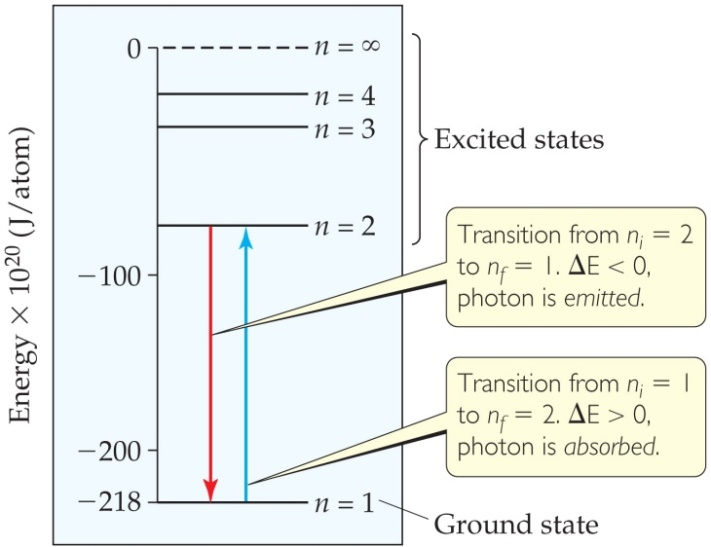 Energy × 10²⁰ (J/atom)
0
n = ∞
n = 4
n = 3
Excited states
n = 2
Transition from nᵢ = 2
to n_f = 1. ΔE < 0,
photon is emitted.
−100
Transition from nᵢ = 1
to n_f = 2. ΔE > 0,
photon is absorbed.
−200
−218
n = 1
Ground state